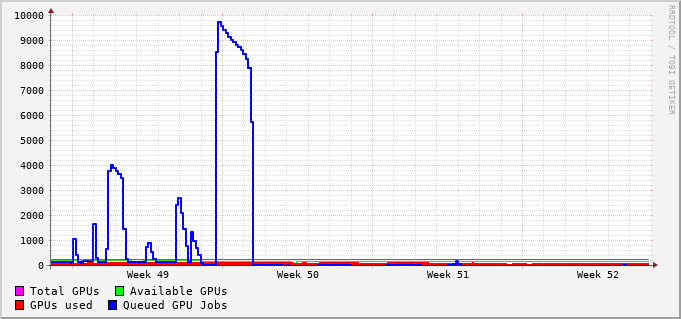 10000
9000
8000
7000
6000
5000
4000
3000
2000
1000
0
Week 49 Week 50 Week 51 Week 52
Total GPUs Available GPUs
GPUs used Queued GPU Jobs
RRDTOOL / TOBI OETIKER